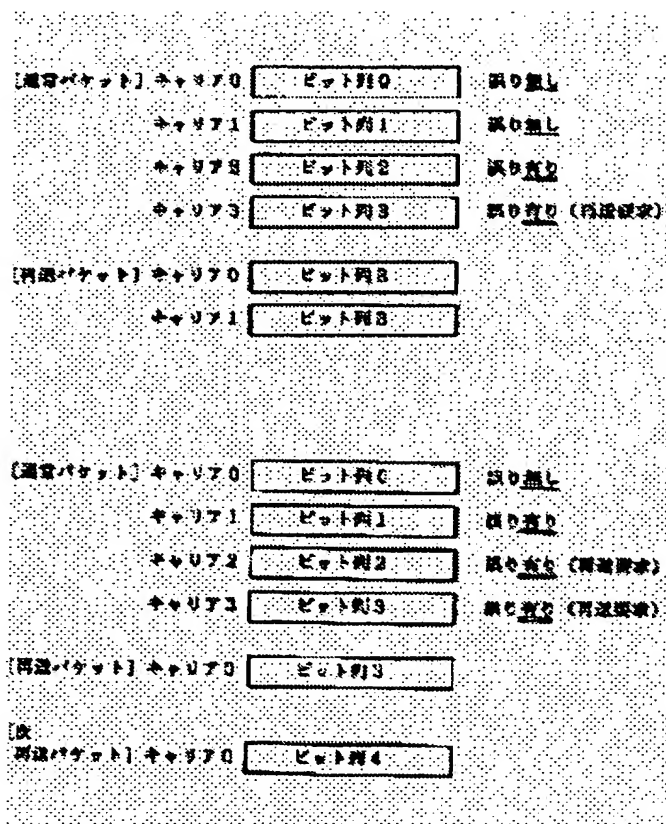 [通常パケット] キャリア0 ビット列0 誤り無し
キャリア1 ビット列1 誤り無し
キャリア2 ビット列2 誤り有り
キャリア3 ビット列3 誤り有り (再送要求)
[再送パケット] キャリア0 ビット列3
キャリア1 ビット列3
[通常パケット] キャリア0 ビット列0 誤り無し
キャリア1 ビット列1 誤り有り
キャリア2 ビット列2 誤り有り (再送要求)
キャリア3 ビット列3 誤り有り (再送要求)
[再送パケット] キャリア0 ビット列3
[次
再送パケット] キャリア0 ビット列4